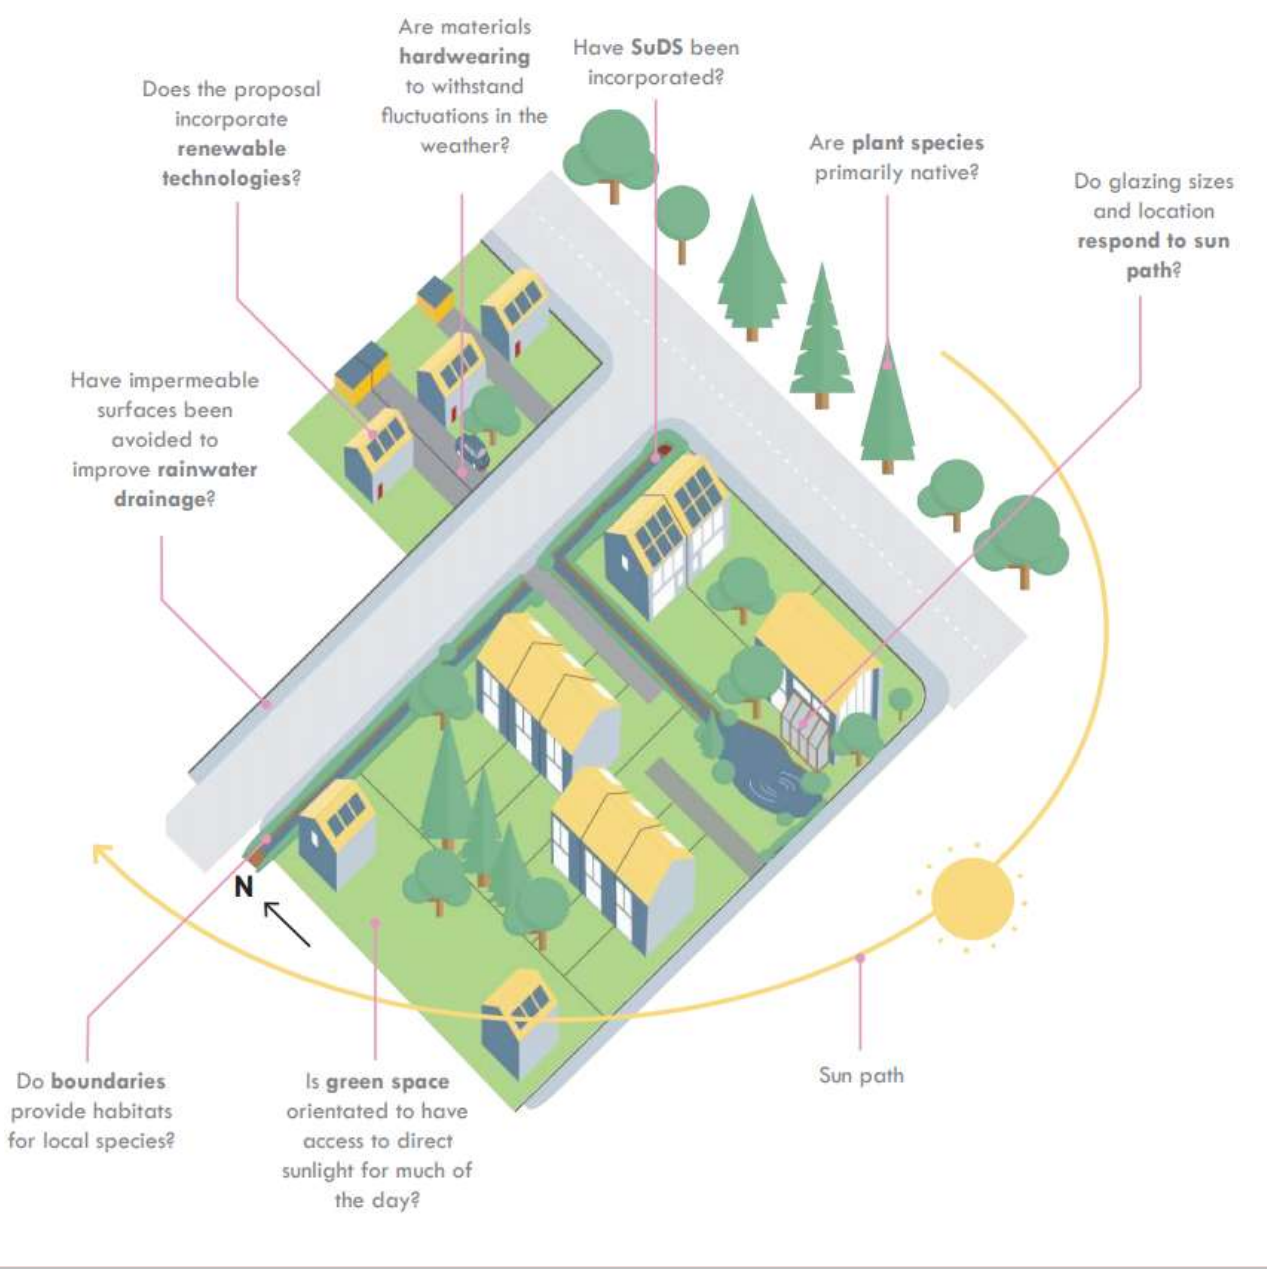 Are materials
hardwearing
to withstand
fluctuations in the
weather?
Have SuDS been
incorporated?
Does the proposal
incorporate
renewable
technologies?
Are plant species
primarily native?
Do glazing sizes
and location
respond to sun
path?
Have impermeable
surfaces been
avoided to
improve rainwater
drainage?
N
Do boundaries
provide habitats
for local species?
Is green space
orientated to have
access to direct
sunlight for much of
the day?
Sun path